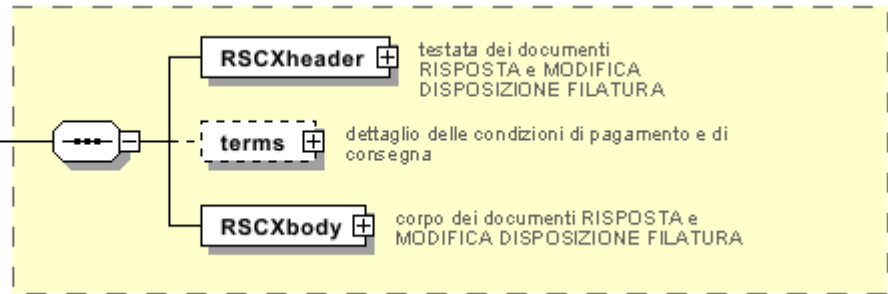 RSCXheader
testata dei documenti
RISPOSTA e MODIFICA
DISPOSIZIONE FILATURA
terms
dettaglio delle condizioni di pagamento e di
consegna
RSCXbody
corpo dei documenti RISPOSTA e
MODIFICA DISPOSIZIONE FILATURA